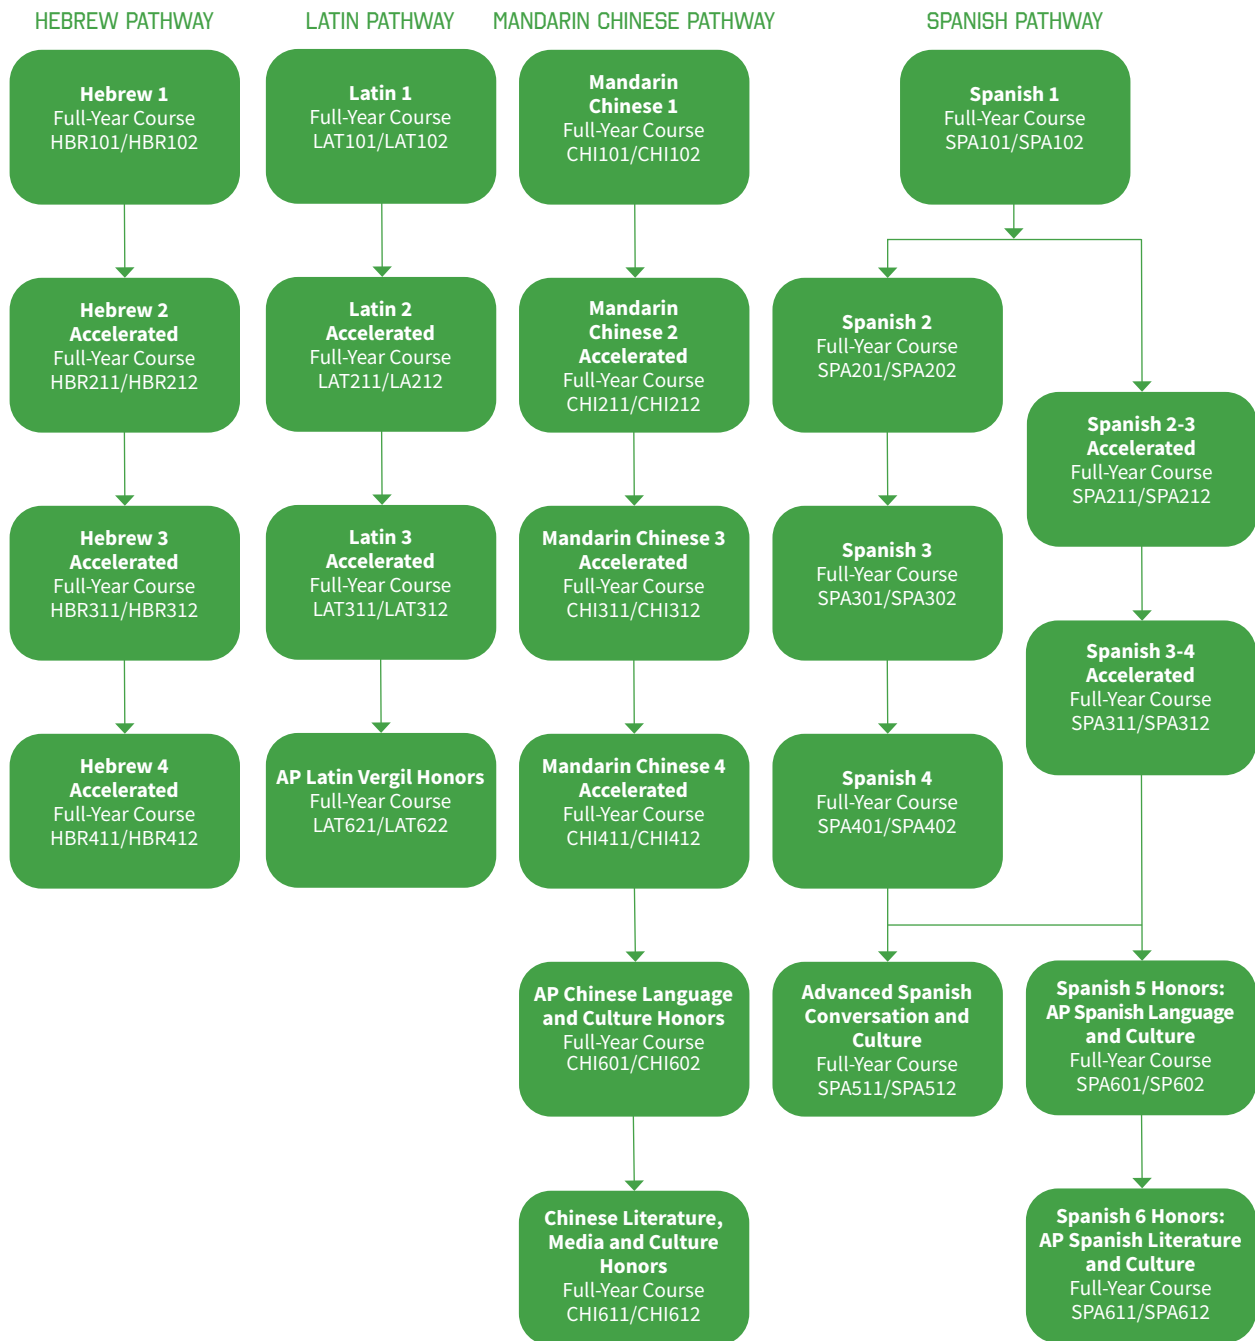 HEBREW PATHWAY
Hebrew 1
Full-Year Course
HBR101/HBR102
Hebrew 2
Accelerated
Full-Year Course
HBR211/HBR212
Hebrew 3
Accelerated
Full-Year Course
HBR311/HBR312
Hebrew 4
Accelerated
Full-Year Course
HBR411/HBR412
LATIN PATHWAY
Latin 1
Full-Year Course
LAT101/LAT102
Latin 2
Accelerated
Full-Year Course
LAT211/LA212
Latin 3
Accelerated
Full-Year Course
LAT311/LAT312
AP Latin Vergil Honors
Full-Year Course
LAT621/LAT622
MANDARIN CHINESE PATHWAY
Mandarin
Chinese 1
Full-Year Course
CHI101/CHI102
Mandarin
Chinese 2
Accelerated
Full-Year Course
CHI211/CHI212
Mandarin Chinese 3
Accelerated
Full-Year Course
CHI311/CHI312
Mandarin Chinese 4
Accelerated
Full-Year Course
CHI411/CHI412
AP Chinese Language
and Culture Honors
Full-Year Course
CHI601/CHI602
Chinese Literature,
Media and Culture
Honors
Full-Year Course
CHI611/CHI612
SPANISH PATHWAY
Spanish 1
Full-Year Course
SPA101/SPA102
Spanish 2
Full-Year Course
SPA201/SPA202
Spanish 3
Full-Year Course
SPA301/SPA302
Spanish 4
Full-Year Course
SPA401/SPA402
Advanced Spanish
Conversation and
Culture
Full-Year Course
SPA511/SPA512
Spanish 2-3
Accelerated
Full-Year Course
SPA211/SPA212
Spanish 3-4
Accelerated
Full-Year Course
SPA311/SPA312
Spanish 5 Honors:
AP Spanish Language
and Culture
Full-Year Course
SPA601/SP602
Spanish 6 Honors:
AP Spanish Literature
and Culture
Full-Year Course
SPA611/SPA612